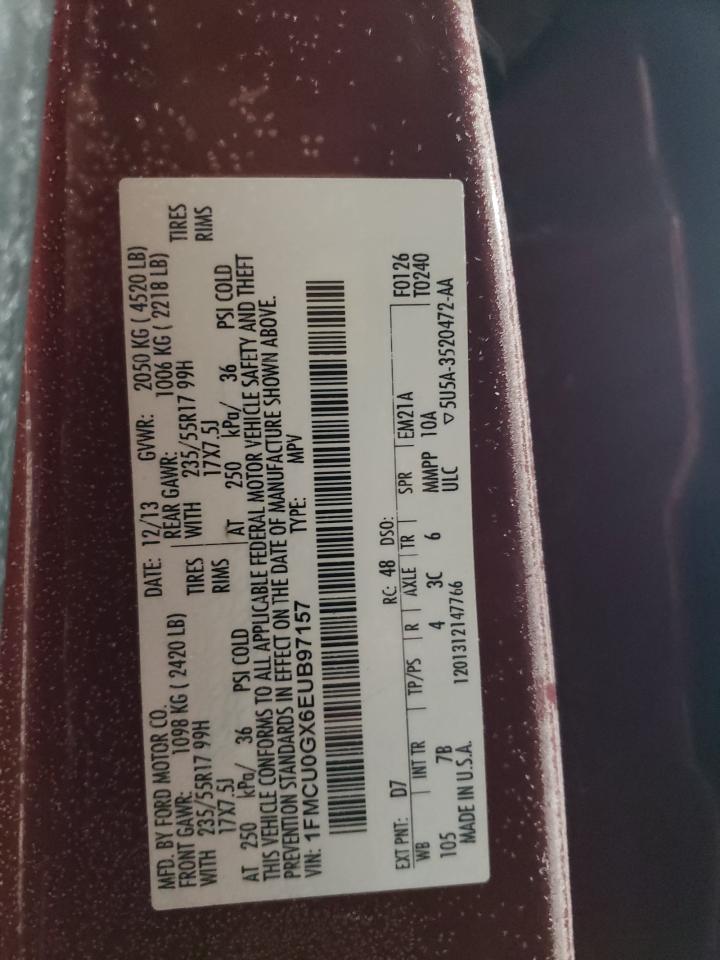 MFD. BY FORD MOTOR CO. DATE: 12/13 GVWR: 2050 KG ( 4520 LB)
FRONT GAWR: 1098 KG ( 2420 LB) REAR GAWR: 1006 KG ( 2218 LB)
WITH 235/55R17 99H TIRES WITH 235/55R17 99H TIRES
17X7.5J RIMS 17X7.5J RIMS
AT 250 kPa/ 36 PSI COLD AT 250 kPa/ 36 PSI COLD
THIS VEHICLE CONFORMS TO ALL APPLICABLE FEDERAL MOTOR VEHICLE SAFETY AND THEFT
PREVENTION STANDARDS IN EFFECT ON THE DATE OF MANUFACTURE SHOWN ABOVE.
VIN: 1FMCU0GX6EUB97157 TYPE: MPV
EXT PNT: D7 RC: 48 DSO: F0126
WB INT TR TP/PS R AXLE TR SPR EM21A T0240
105 7B 4 3C 6 MMPP 10A
MADE IN U.S.A. 1201312147766 ULC ▽5U5A-3520472-AA